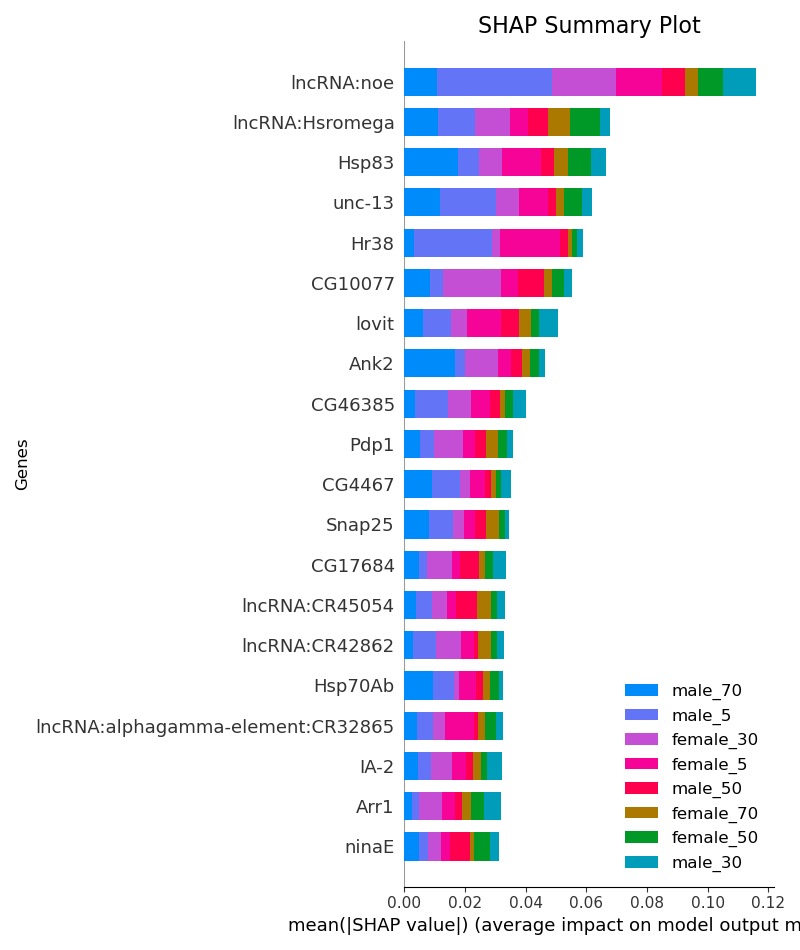 SHAP Summary Plot
Genes
lncRNA:noe
lncRNA:Hsromega
Hsp83
unc-13
Hr38
CG10077
lovit
Ank2
CG46385
Pdp1
CG4467
Snap25
CG17684
lncRNA:CR45054
lncRNA:CR42862
Hsp70Ab
lncRNA:alphagamma-element:CR32865
IA-2
Arr1
ninaE
male_70
male_5
female_30
female_5
male_50
female_70
female_50
male_30
0.00 0.02 0.04 0.06 0.08 0.10 0.12
mean(|SHAP value|) (average impact on model output m